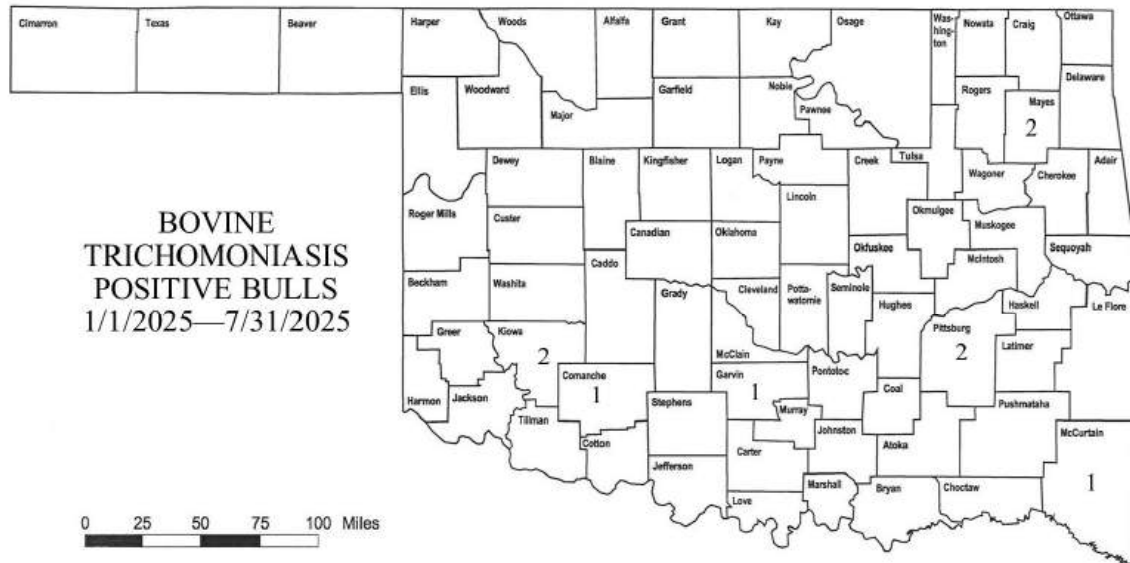 Cimarron
Texas
Beaver
Harper
Woods
Alfalfa
Grant
Kay
Osage
Was-
hing-
ton
Nowata
Craig
Ottawa
Ellis
Woodward
Major
Garfield
Noble
Pawnee
Rogers
Mayes
2
Delaware
Dewey
Blaine
Kingfisher
Logan
Payne
Creek
Tulsa
Wagoner
Cherokee
Adair
Lincoln
Roger Mills
Custer
Canadian
Oklahoma
Okmulgee
Muskogee
Okfuskee
McIntosh
Sequoyah
BOVINE
TRICHOMONIASIS
POSITIVE BULLS
1/1/2025—7/31/2025
Beckham
Washita
Caddo
Grady
Cleveland
Potta-
watomie
Seminole
Hughes
Haskell
Le Flore
Greer
Kiowa
2
McClain
Pittsburg
2
Latimer
Comanche
1
Garvin
1
Pontotoc
Coal
Harmon
Jackson
Tillman
Stephens
Murray
Johnston
Atoka
Pushmataha
McCurtain
1
Cotton
Carter
Jefferson
Love
Marshall
Bryan
Choctaw
0 25 50 75 100 Miles